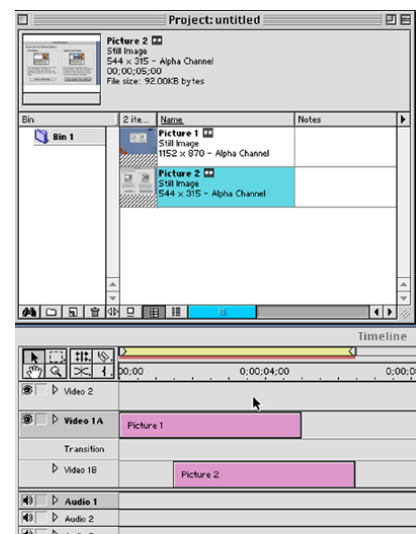 Project: untitled
Picture 2
Still Image
544 x 315 - Alpha Channel
00;00;05;00
File size: 92.00KB bytes
Bin
2 ite... Name Notes
Bin 1
Picture 1
Still Image
1152 x 870 - Alpha Channel
Picture 2
Still Image
544 x 315 - Alpha Channel
Timeline
00;00 0;00;04;00 0;00;0
Video 2
Video 1A
Picture 1
Transition
Video 1B
Picture 2
Audio 1
Audio 2